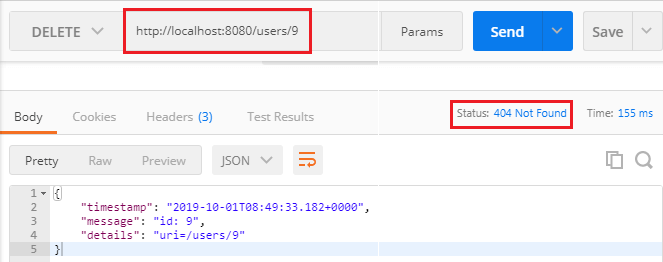 DELETE http://localhost:8080/users/9 Params Send Save
Body Cookies Headers (3) Test Results Status: 404 Not Found Time: 155 ms
Pretty Raw Preview JSON
1 {
2 "timestamp": "2019-10-01T08:49:33.182+0000",
3 "message": "id: 9",
4 "details": "uri=/users/9"
5 }